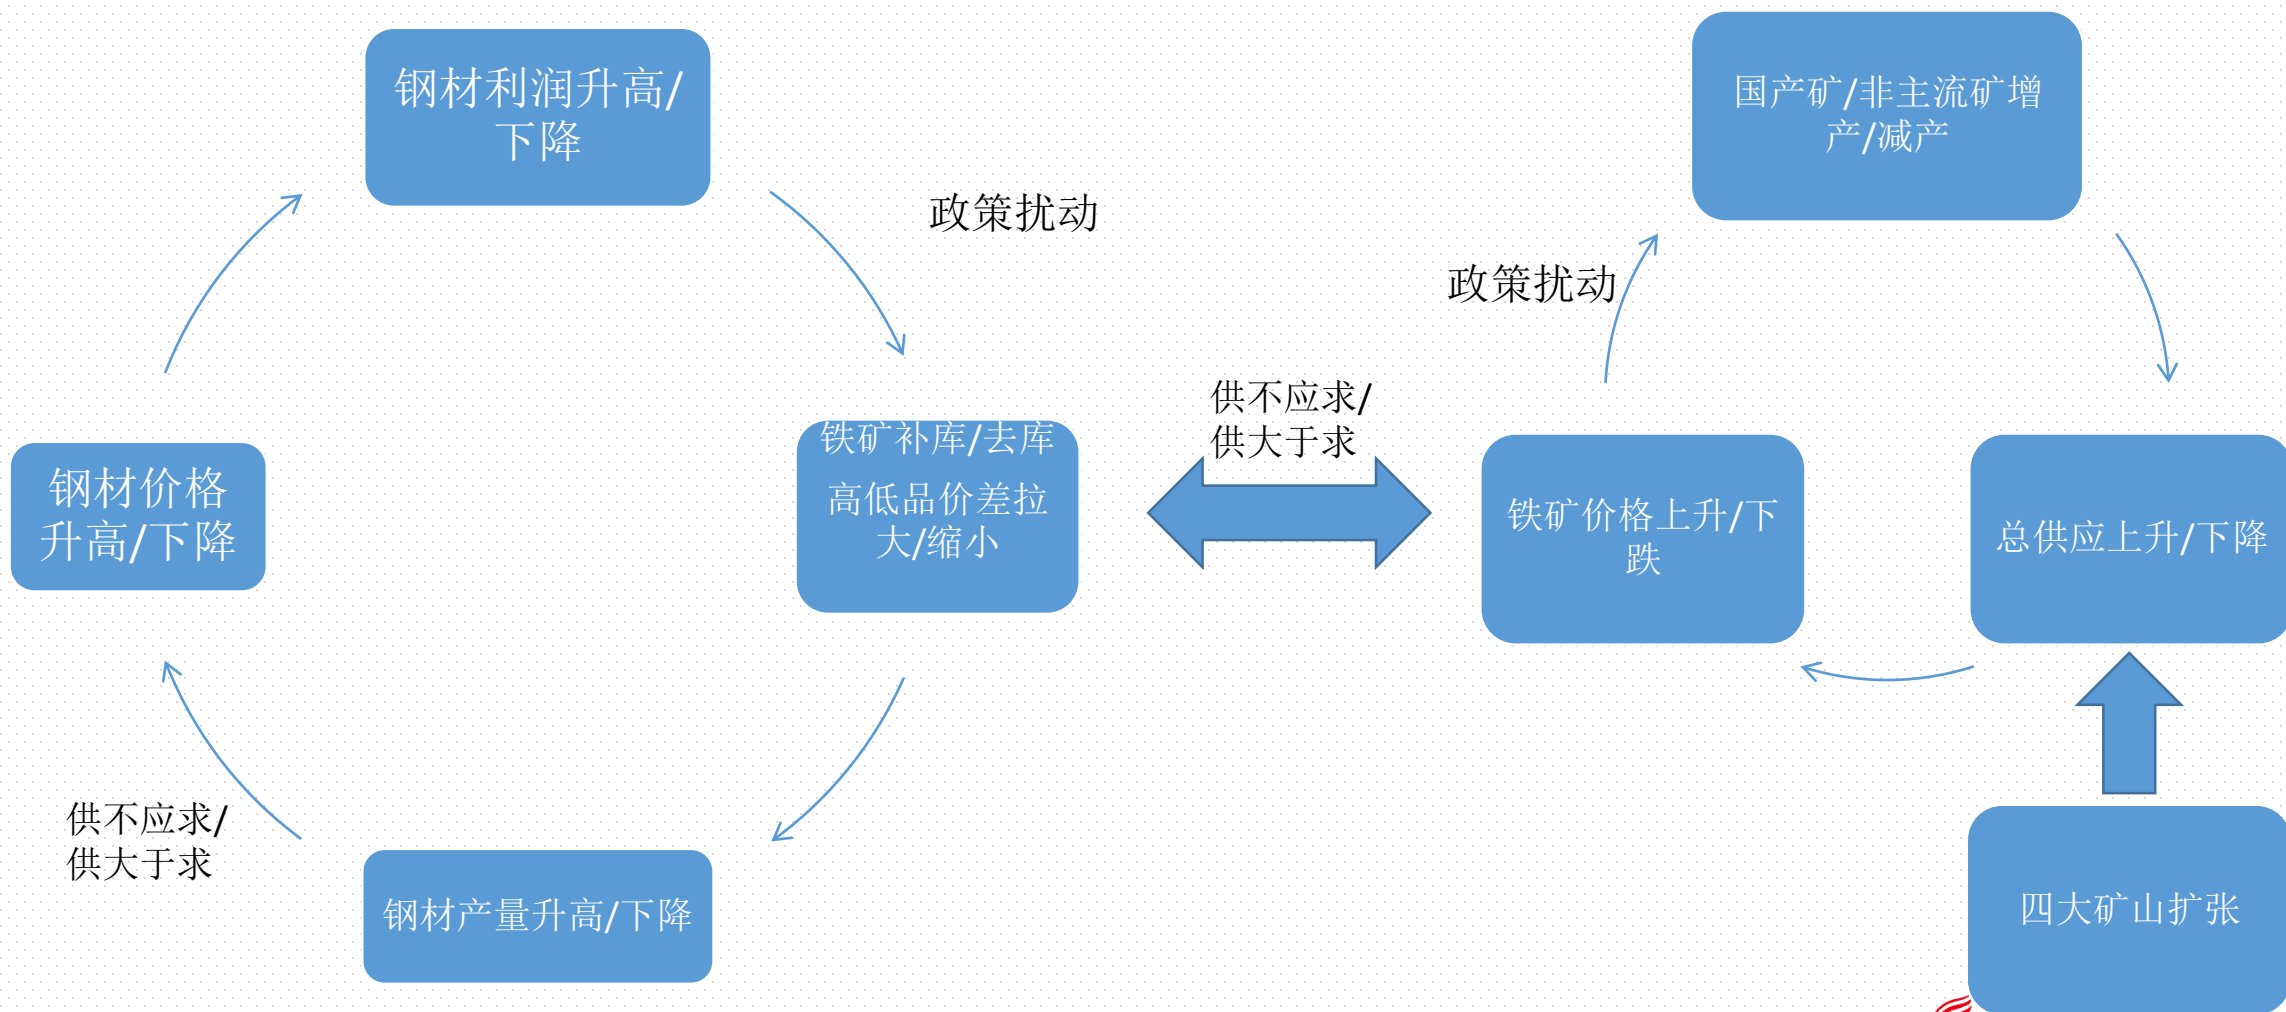 钢材利润升高/
下降
政策扰动
铁矿补库/去库
高低品价差拉
大/缩小
钢材产量升高/下降
供不应求/
供大于求
钢材价格
升高/下降
供不应求/
供大于求
国产矿/非主流矿增
产/减产
政策扰动
铁矿价格上升/下
跌
总供应上升/下降
四大矿山扩张